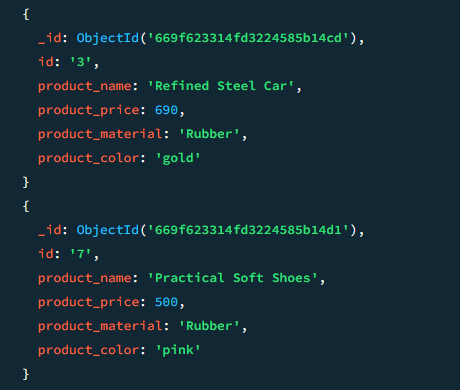 {
_id: ObjectId('669f623314fd3224585b14cd'),
id: '3',
product_name: 'Refined Steel Car',
product_price: 690,
product_material: 'Rubber',
product_color: 'gold'
}
{
_id: ObjectId('669f623314fd3224585b14d1'),
id: '7',
product_name: 'Practical Soft Shoes',
product_price: 500,
product_material: 'Rubber',
product_color: 'pink'
}